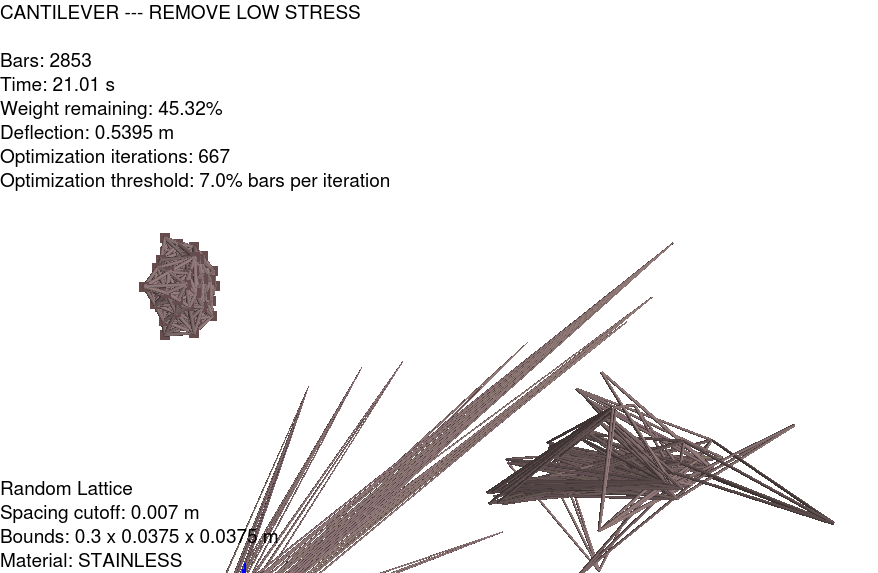 CANTILEVER --- REMOVE LOW STRESS
Bars: 2853
Time: 21.01 s
Weight remaining: 45.32%
Deflection: 0.5395 m
Optimization iterations: 667
Optimization threshold: 7.0% bars per iteration
Random Lattice
Spacing cutoff: 0.007 m
Bounds: 0.3 x 0.0375 x 0.0375 m
Material: STAINLESS